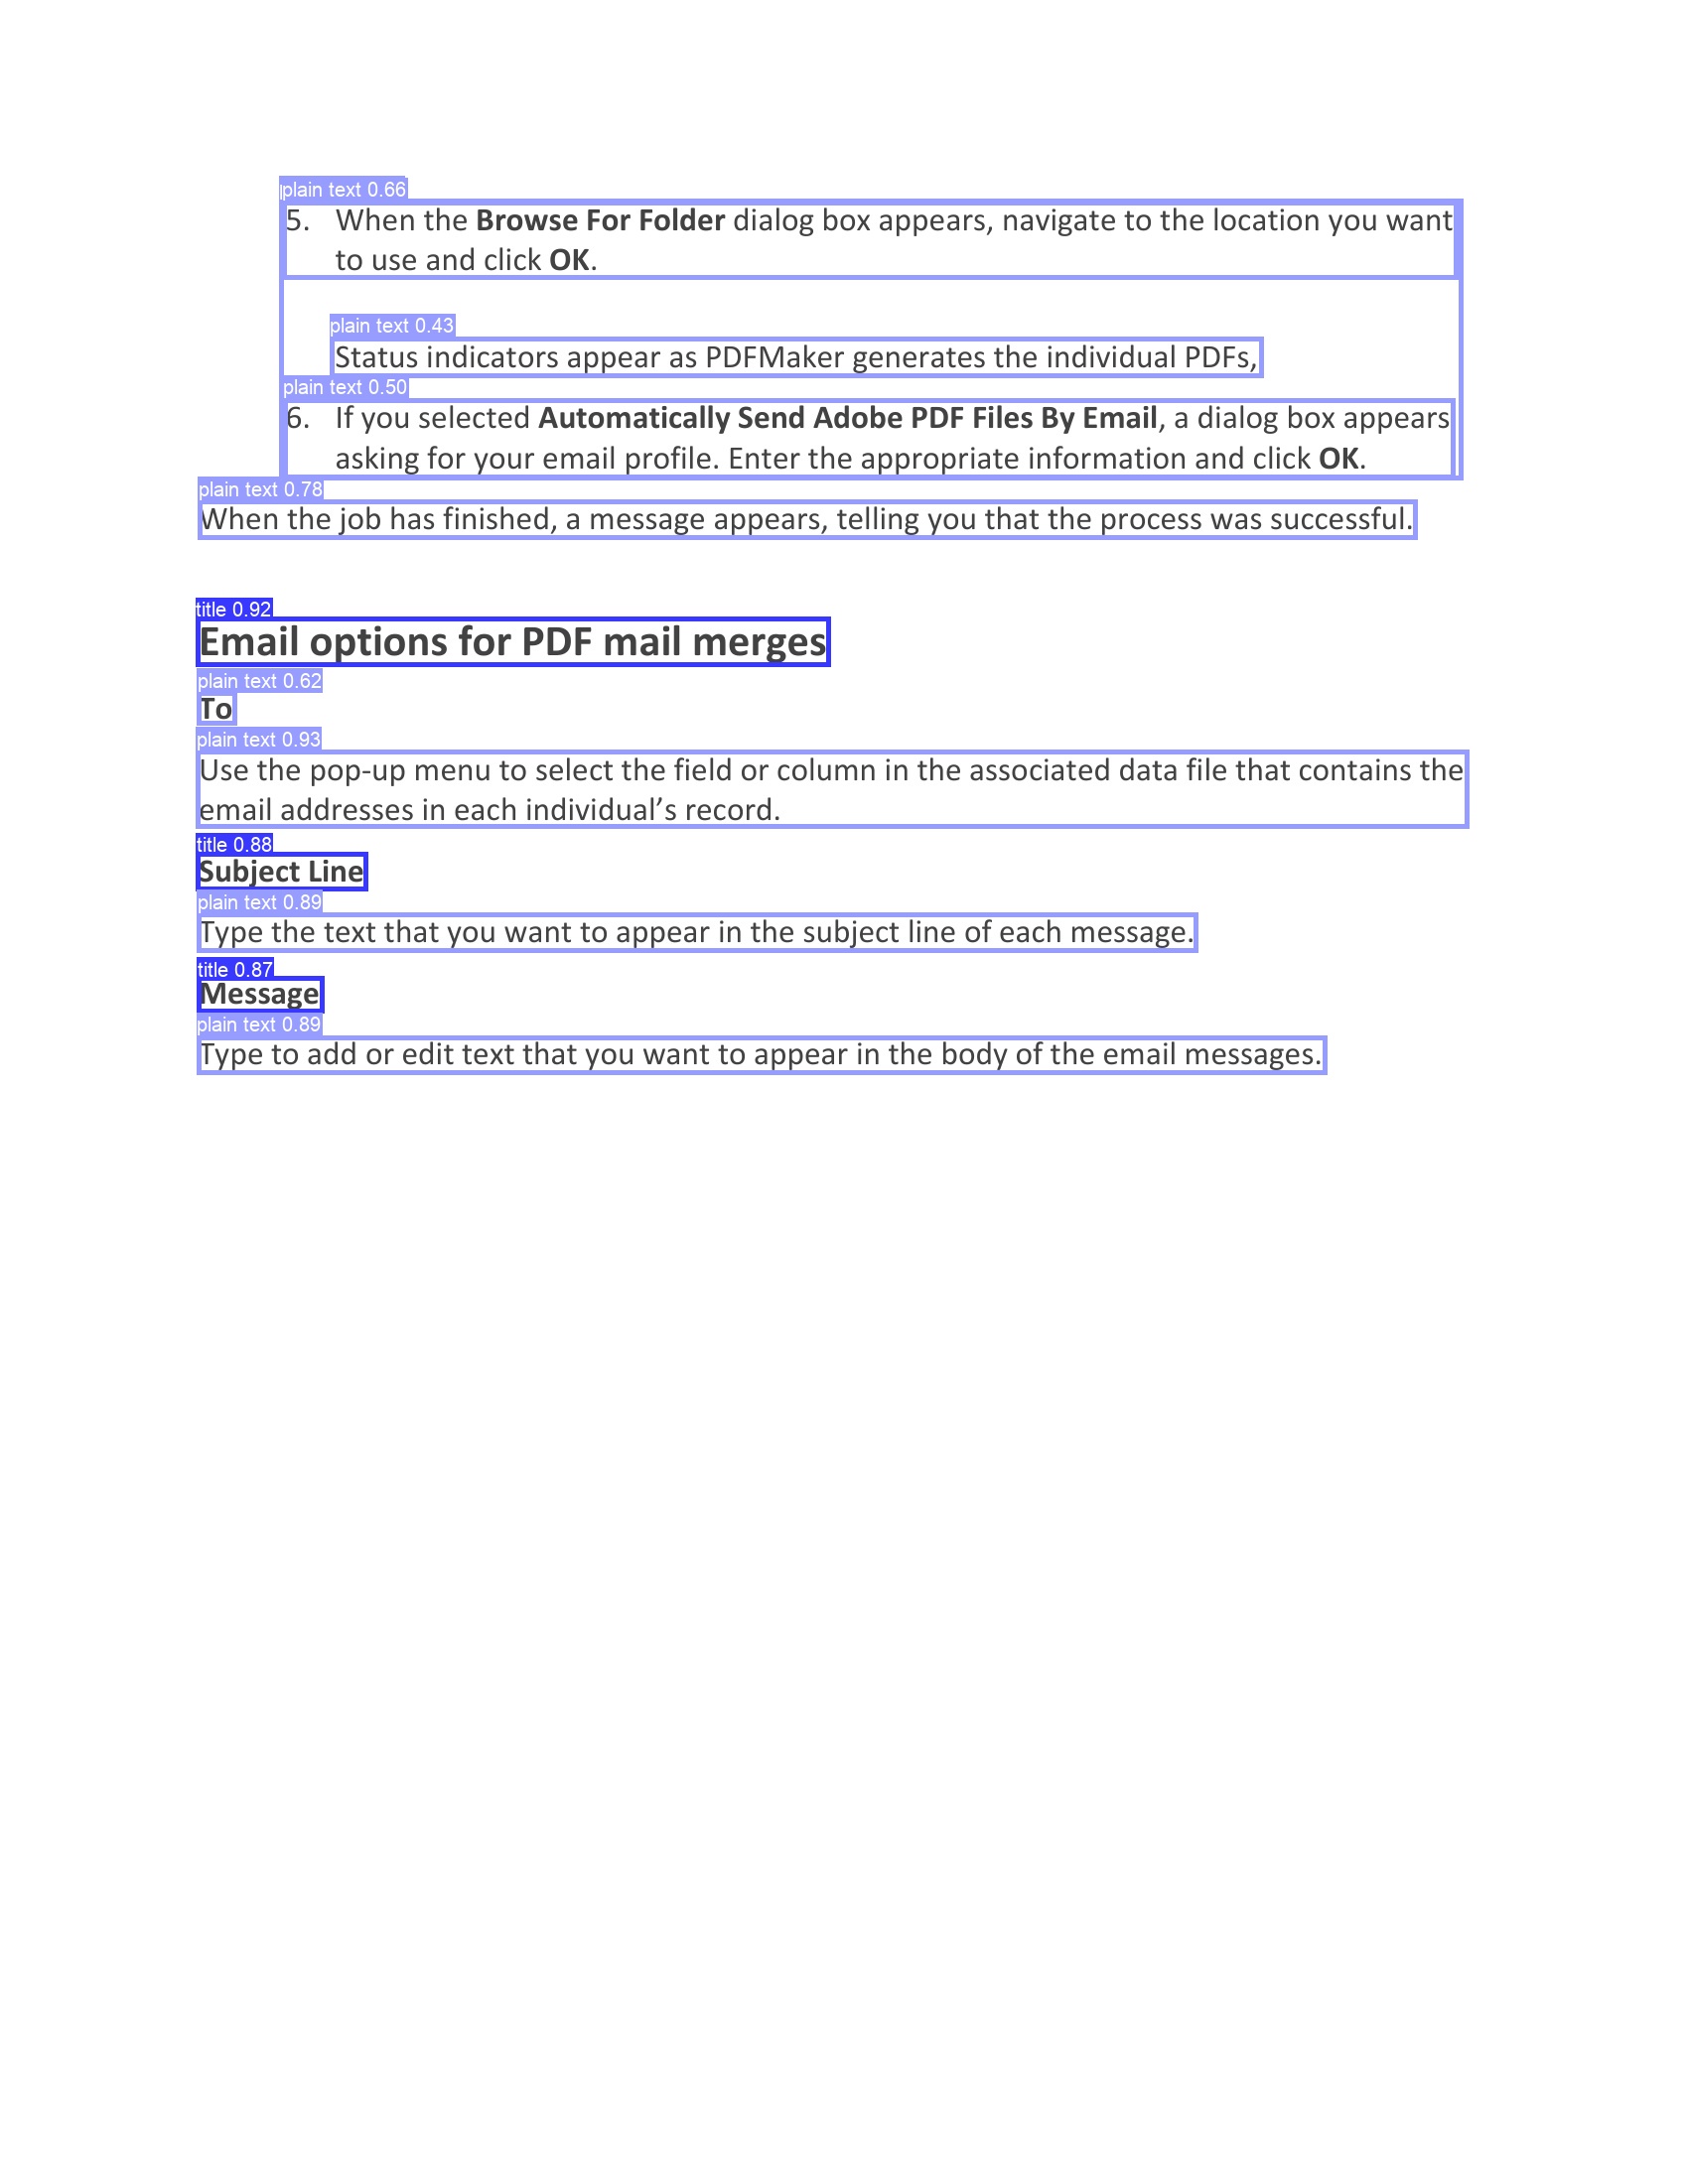 plain text 0.66
5. When the Browse For Folder dialog box appears, navigate to the location you want
to use and click OK.
plain text 0.43
Status indicators appear as PDFMaker generates the individual PDFs,
plain text 0.50
6. If you selected Automatically Send Adobe PDF Files By Email, a dialog box appears
asking for your email profile. Enter the appropriate information and click OK.
plain text 0.78
When the job has finished, a message appears, telling you that the process was successful.
title 0.92
Email options for PDF mail merges
plain text 0.62
To
plain text 0.93
Use the pop-up menu to select the field or column in the associated data file that contains the
email addresses in each individual’s record.
title 0.88
Subject Line
plain text 0.89
Type the text that you want to appear in the subject line of each message.
title 0.87
Message
plain text 0.89
Type to add or edit text that you want to appear in the body of the email messages.